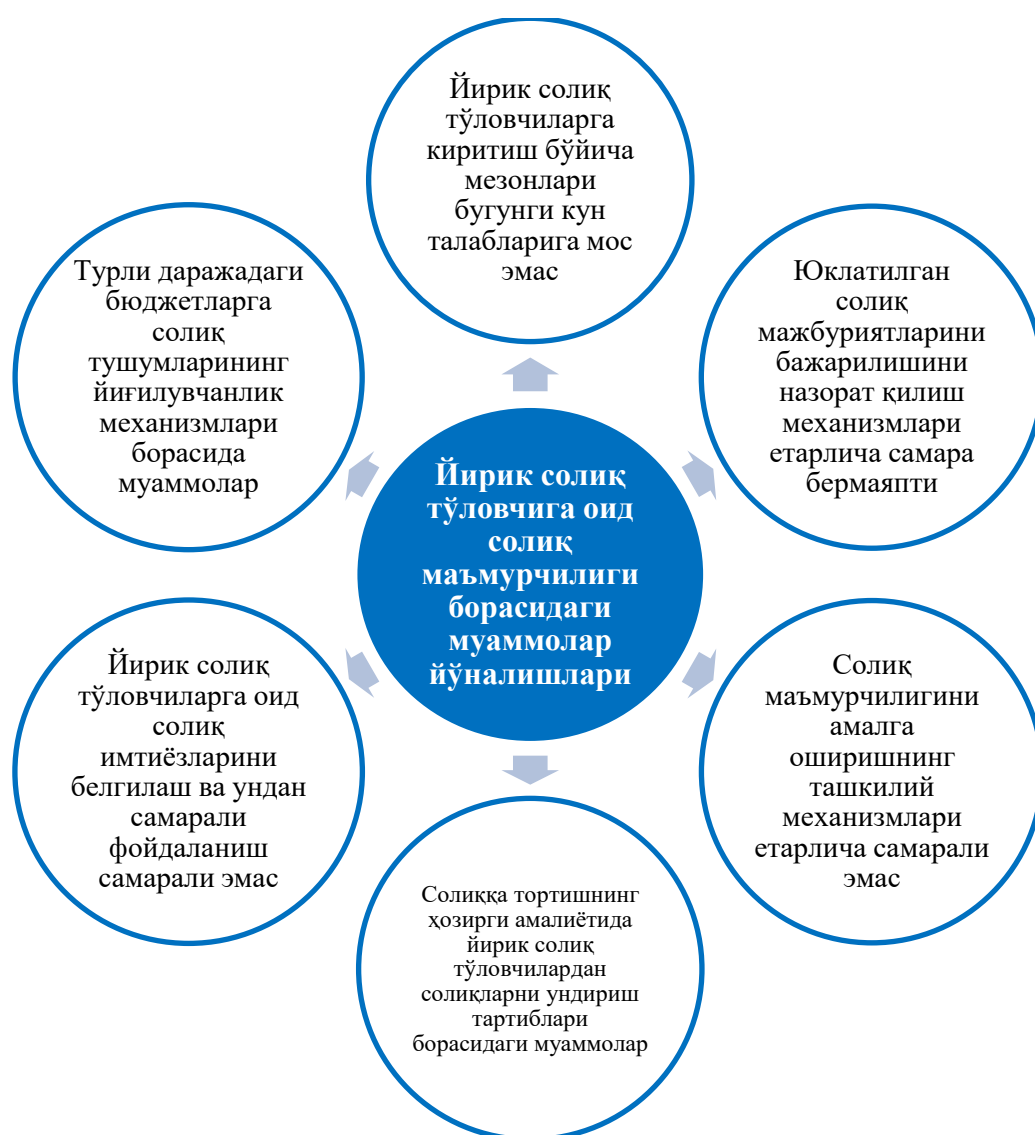 Йирик солиқ
тўловчиларга
киритиш бўйича
мезонлари
бугунги кун
талабларига мос
эмас
Турли даражадаги
бюджетларга
солиқ
тушумларининг
йиғилувчанлик
механизмлари
борасида
муаммолар
Юклатилган
солиқ
мажбуриятларини
бажарилишини
назорат қилиш
механизмлари
етарлича самара
бермаяпти
Йирик солиқ
тўловчига оид
солиқ
маъмурчилиги
борасидаги
муаммолар
йўналишлари
Йирик солиқ
тўловчиларга оид
солиқ
имтиёзларини
белгилаш ва ундан
самарали
фойдаланиш
самарали эмас
Солиқ
маъмурчилигини
амалга
оширишнинг
ташкилий
механизмлари
етарлича самарали
эмас
Солиққа тортишнинг
ҳозирги амалиётида
йирик солиқ
тўловчилардан
солиқларни ундириш
тартиблари
борасидаги муаммолар